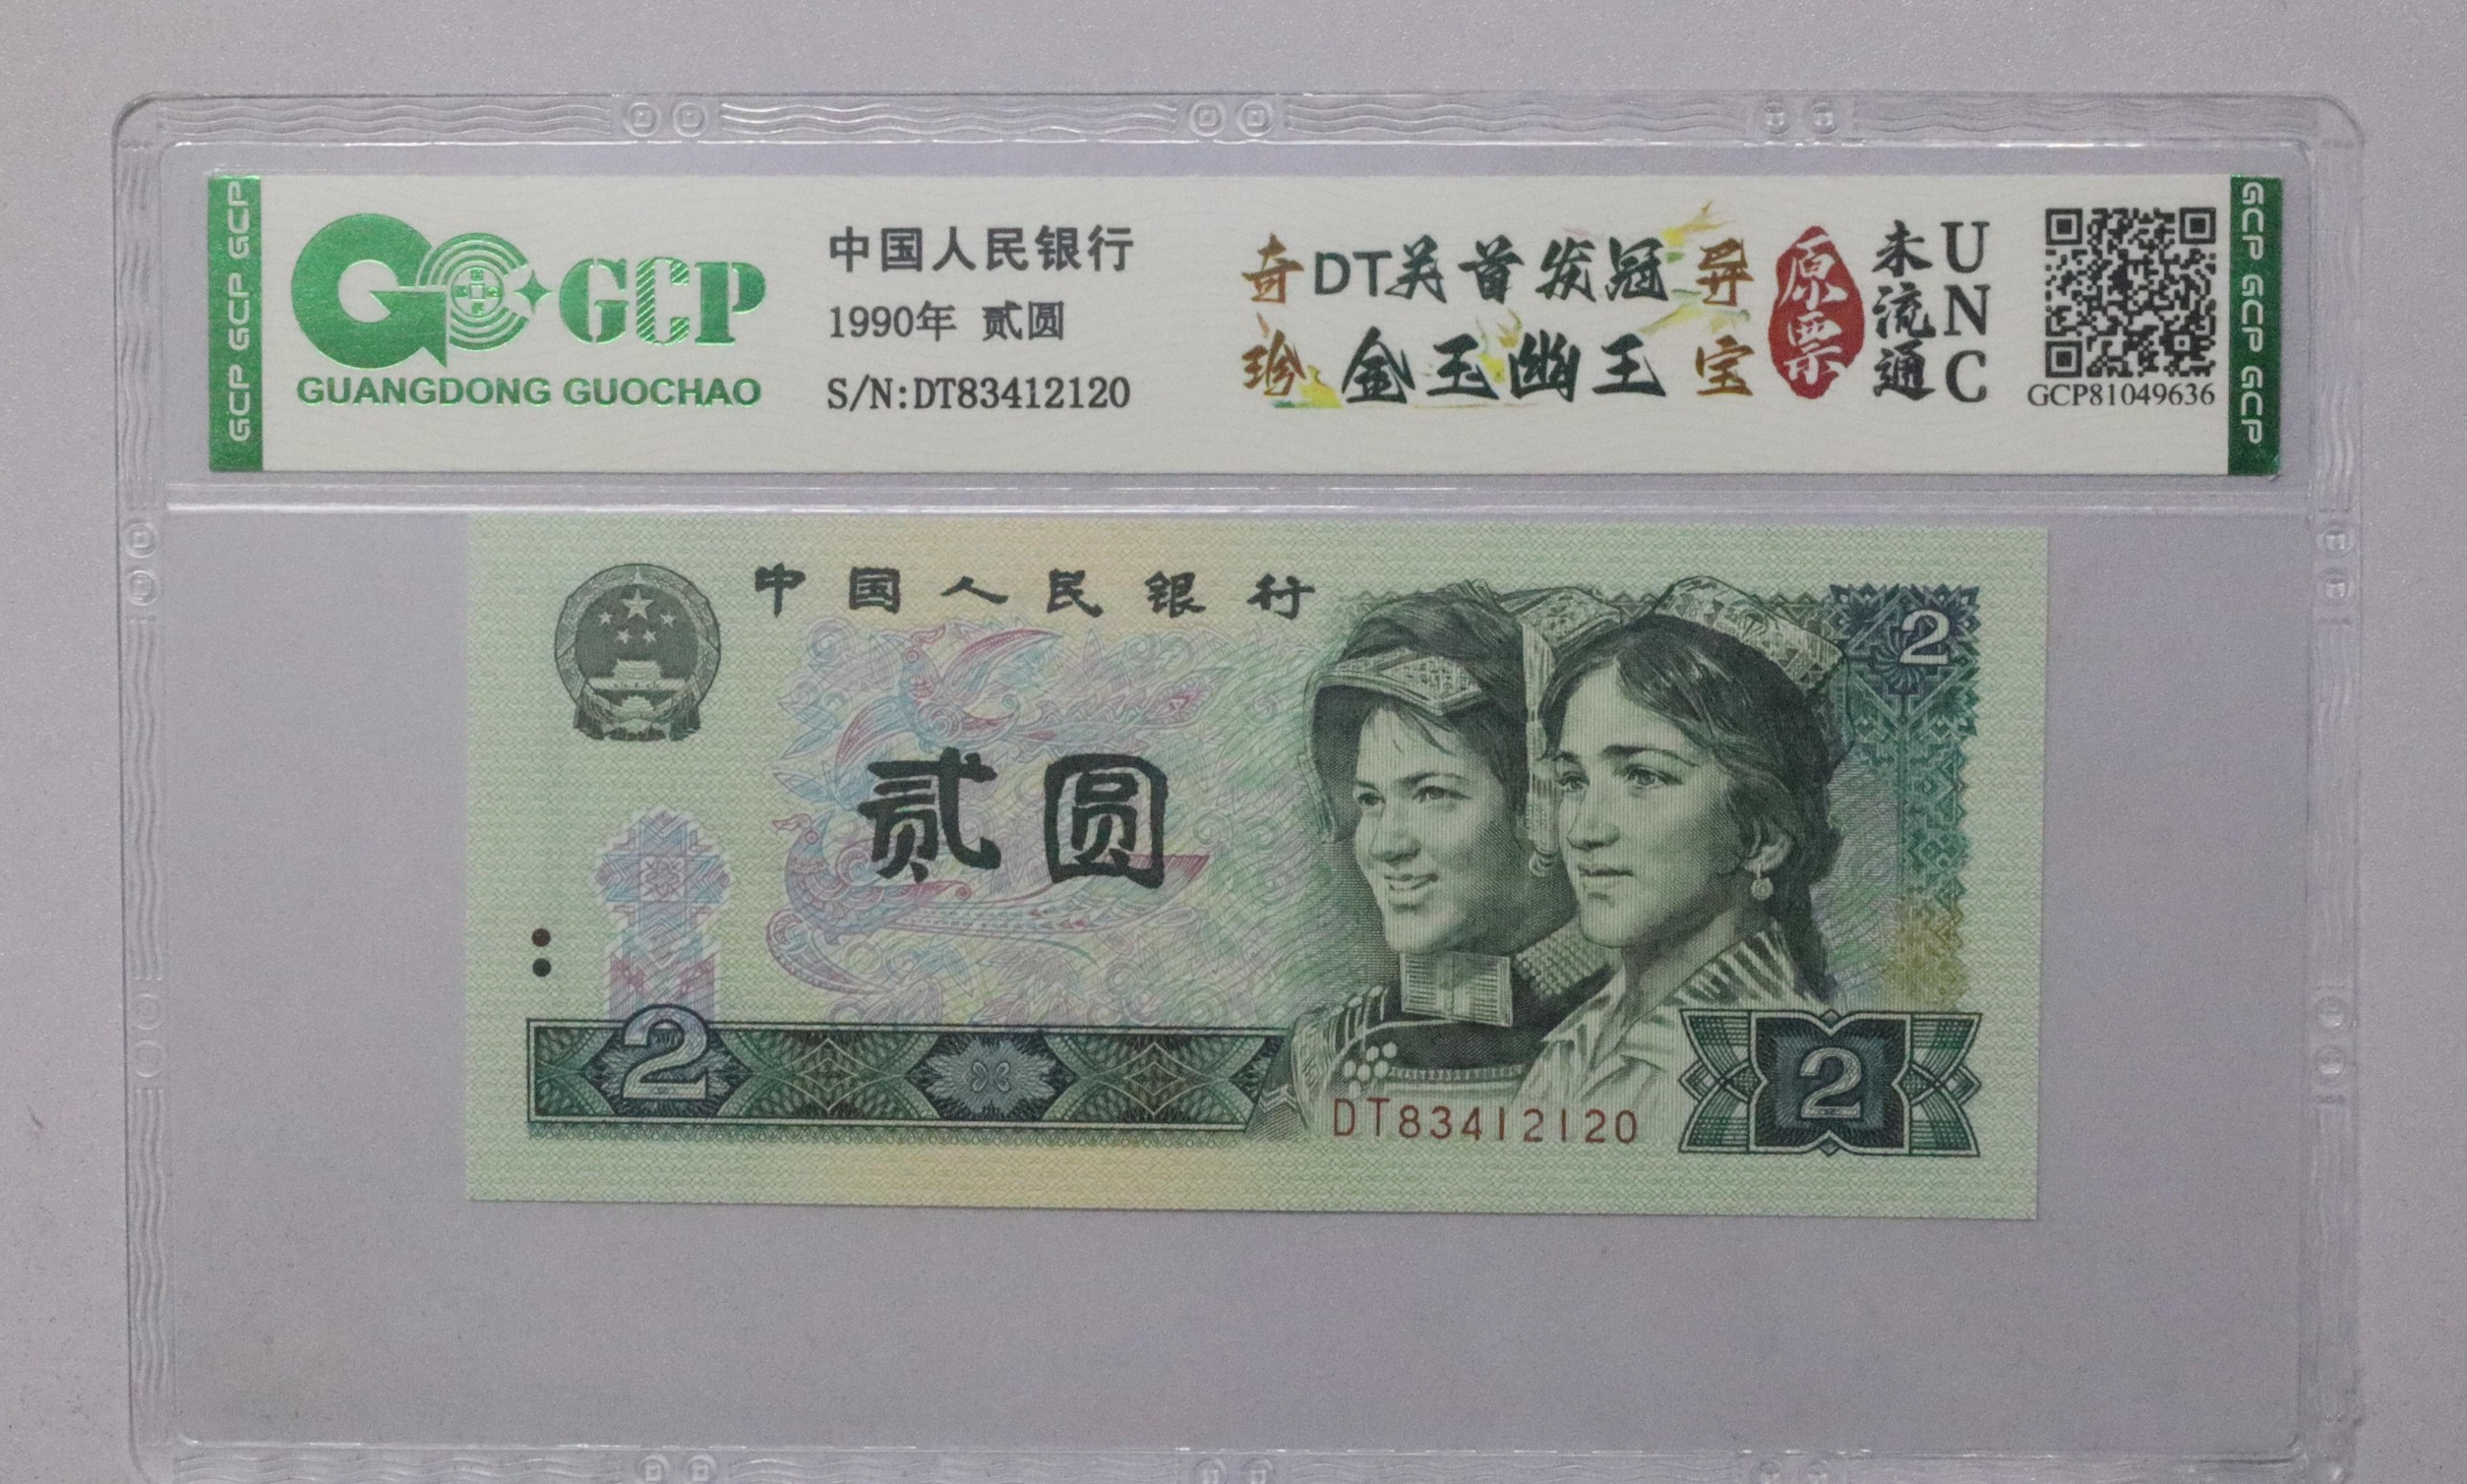 GCP GCP GCP
GCP
GUANGDONG GUOCHAO
中国人民银行
1990年 贰圆
S/N:DT83412120
奇 DT关首发冠 异
珍 金玉幽王 宝
原票
未流通
UNC
GCP81049636
GCP GCP GCP
中国人民银行
2
贰圆
2
DT83412120
2